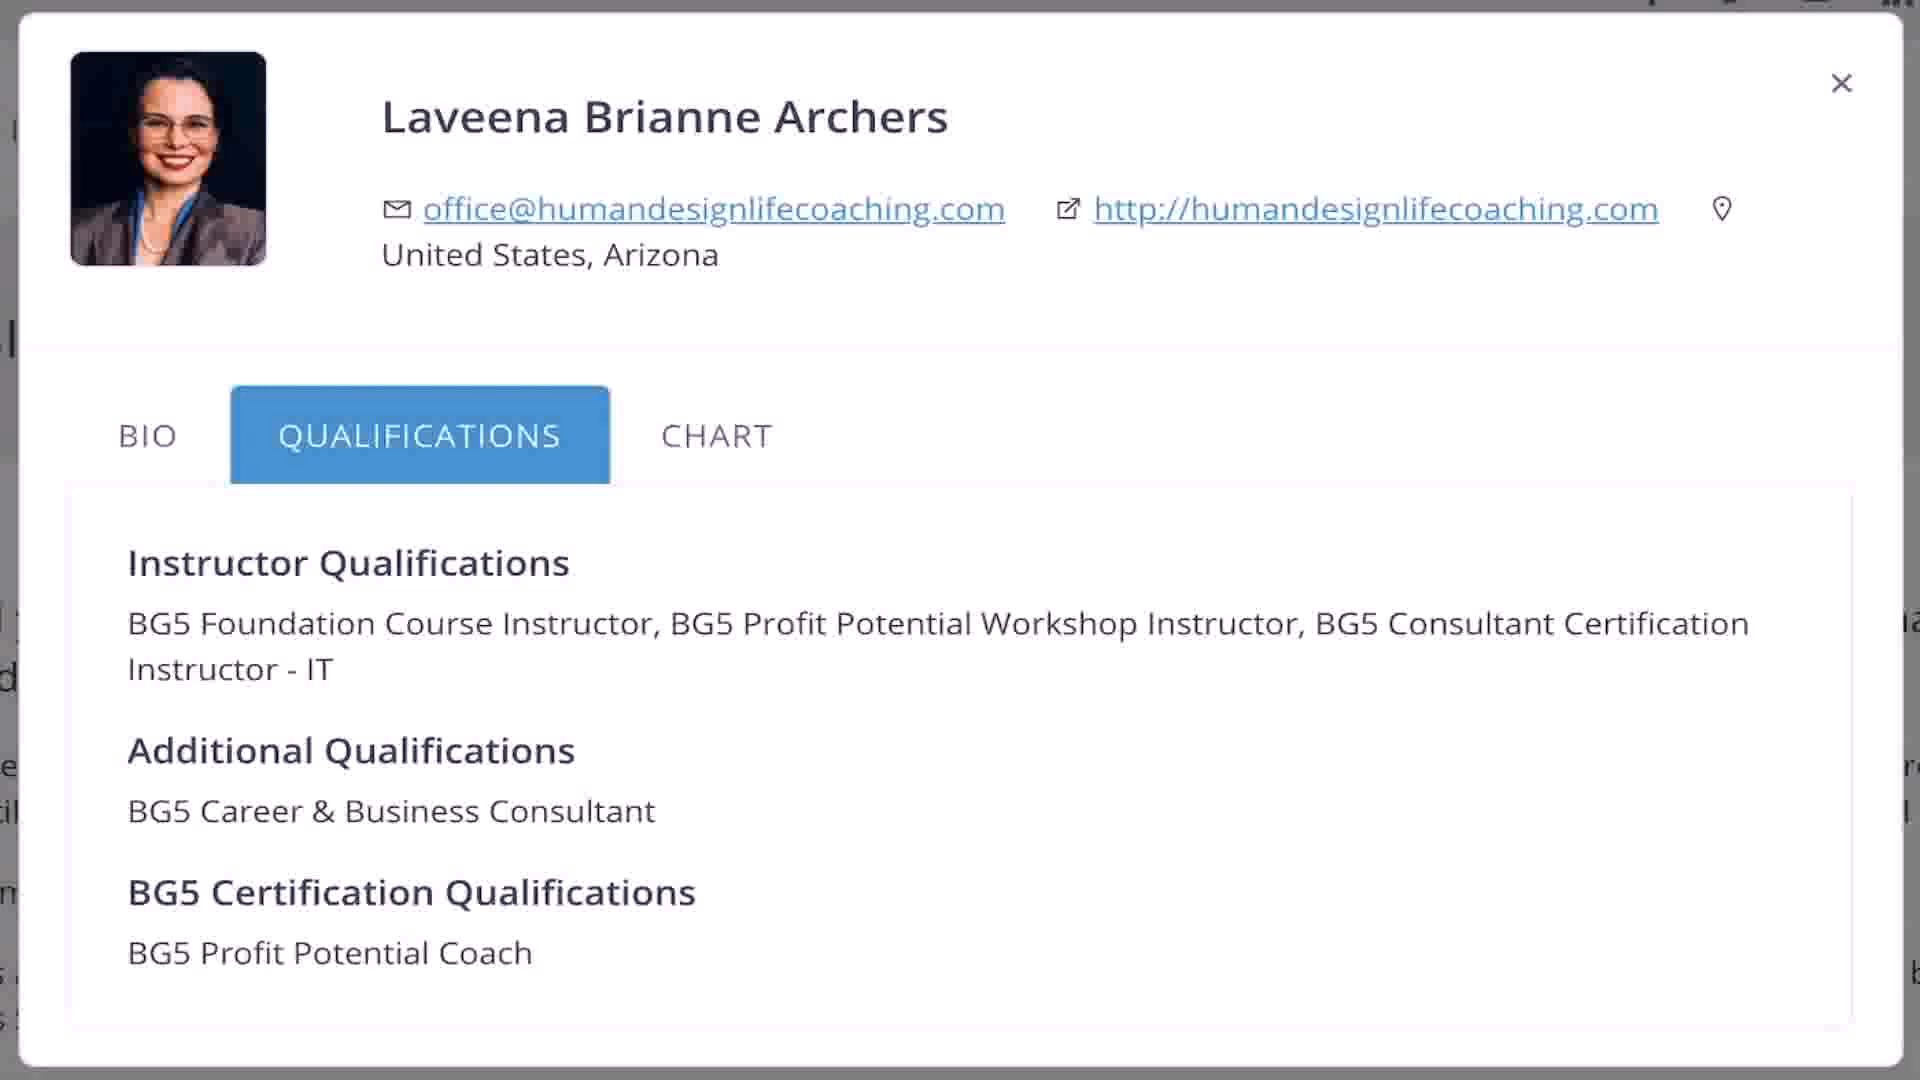 Laveena Brianne Archers
office@humandesignlifecoaching.com http://humandesignlifecoaching.com
United States, Arizona
BIO QUALIFICATIONS CHART
Instructor Qualifications
BG5 Foundation Course Instructor, BG5 Profit Potential Workshop Instructor, BG5 Consultant Certification
Instructor - IT
Additional Qualifications
BG5 Career & Business Consultant
BG5 Certification Qualifications
BG5 Profit Potential Coach